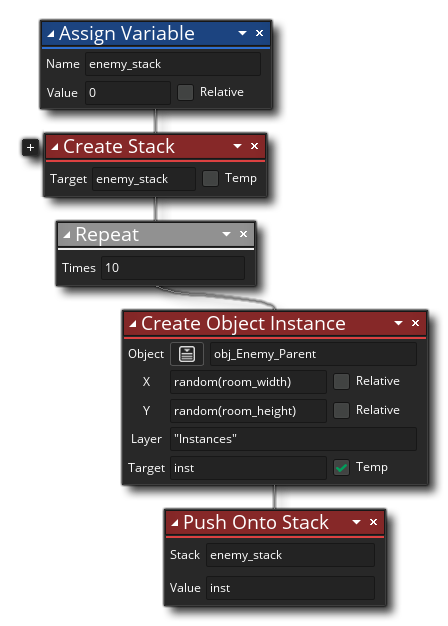 Assign Variable
Name enemy_stack
Value 0 Relative
Create Stack
Target enemy_stack Temp
Repeat
Times 10
Create Object Instance
Object obj_Enemy_Parent
X random(room_width) Relative
Y random(room_height) Relative
Layer "Instances"
Target inst Temp
Push Onto Stack
Stack enemy_stack
Value inst